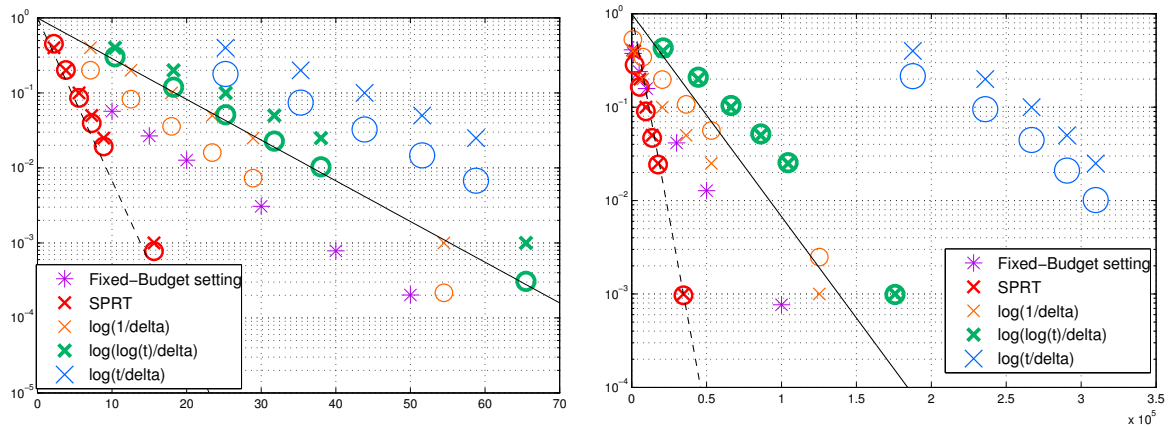 10^0
10^-1
10^-2
10^-3
10^-4
10^-5
0 10 20 30 40 50 60 70
Fixed-Budget setting
SPRT
log(1/delta)
log(log(t)/delta)
log(t/delta)
10^0
10^-1
10^-2
10^-3
10^-4
0 0.5 1 1.5 2 2.5 3 3.5
x 10^5
Fixed-Budget setting
SPRT
log(1/delta)
log(log(t)/delta)
log(t/delta)